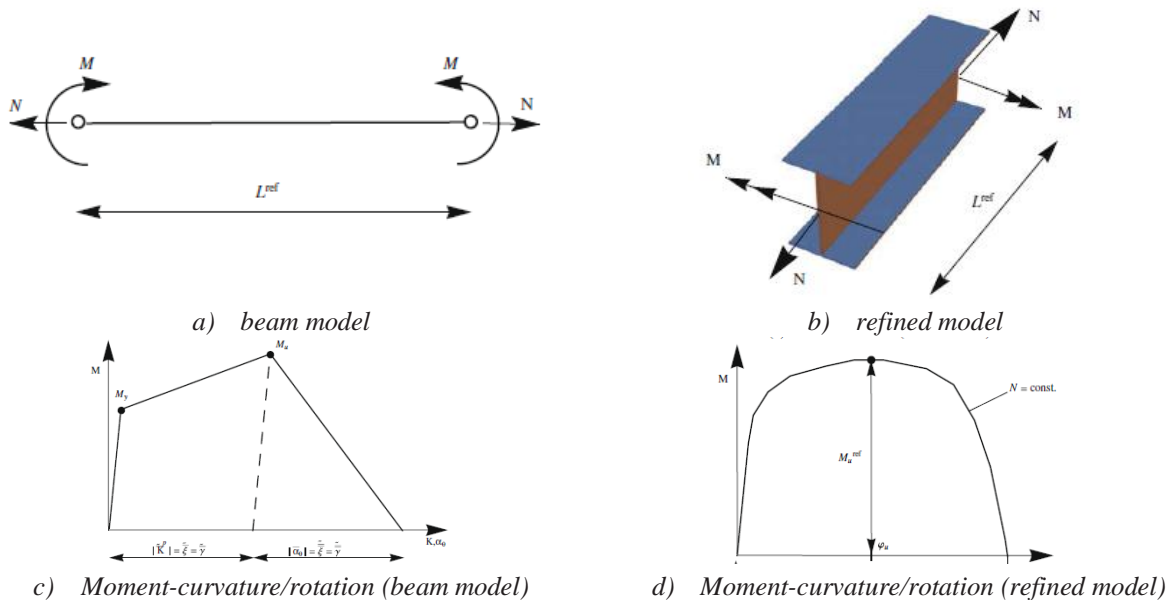 M
M
N
N
L^ref
a) beam model
N
M
M
L^ref
N
b) refined model
M
M_y
M_u
K,α₀
c) Moment-curvature/rotation (beam model)
M
N = const.
M_u^ref
φ_u
d) Moment-curvature/rotation (refined model)